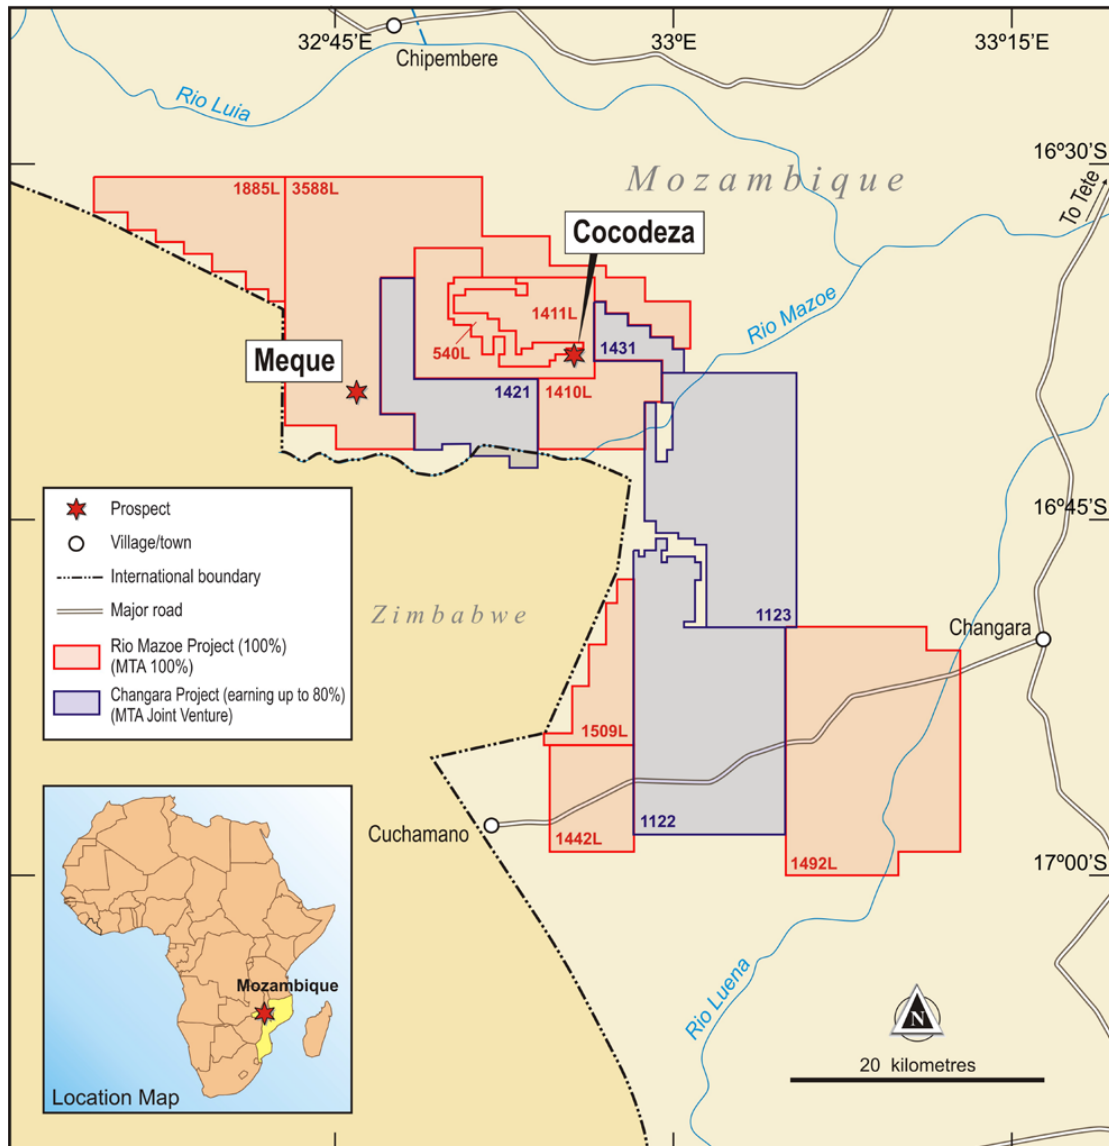 32º45'E
33ºE
33º15'E
Chipembere
Rio Luia
16º30'S
Mozambique
To Tete
1885L
3588L
Cocodeza
Rio Mazoe
1411L
540L
1431
Meque
1421
1410L
16º45'S
Prospect
Village/town
International boundary
Major road
Rio Mazoe Project (100%)
(MTA 100%)
Changara Project (earning up to 80%)
(MTA Joint Venture)
Zimbabwe
1123
Changara
1509L
Cuchamano
1442L
1122
1492L
17º00'S
Mozambique
Location Map
Rio Luena
N
20 kilometres